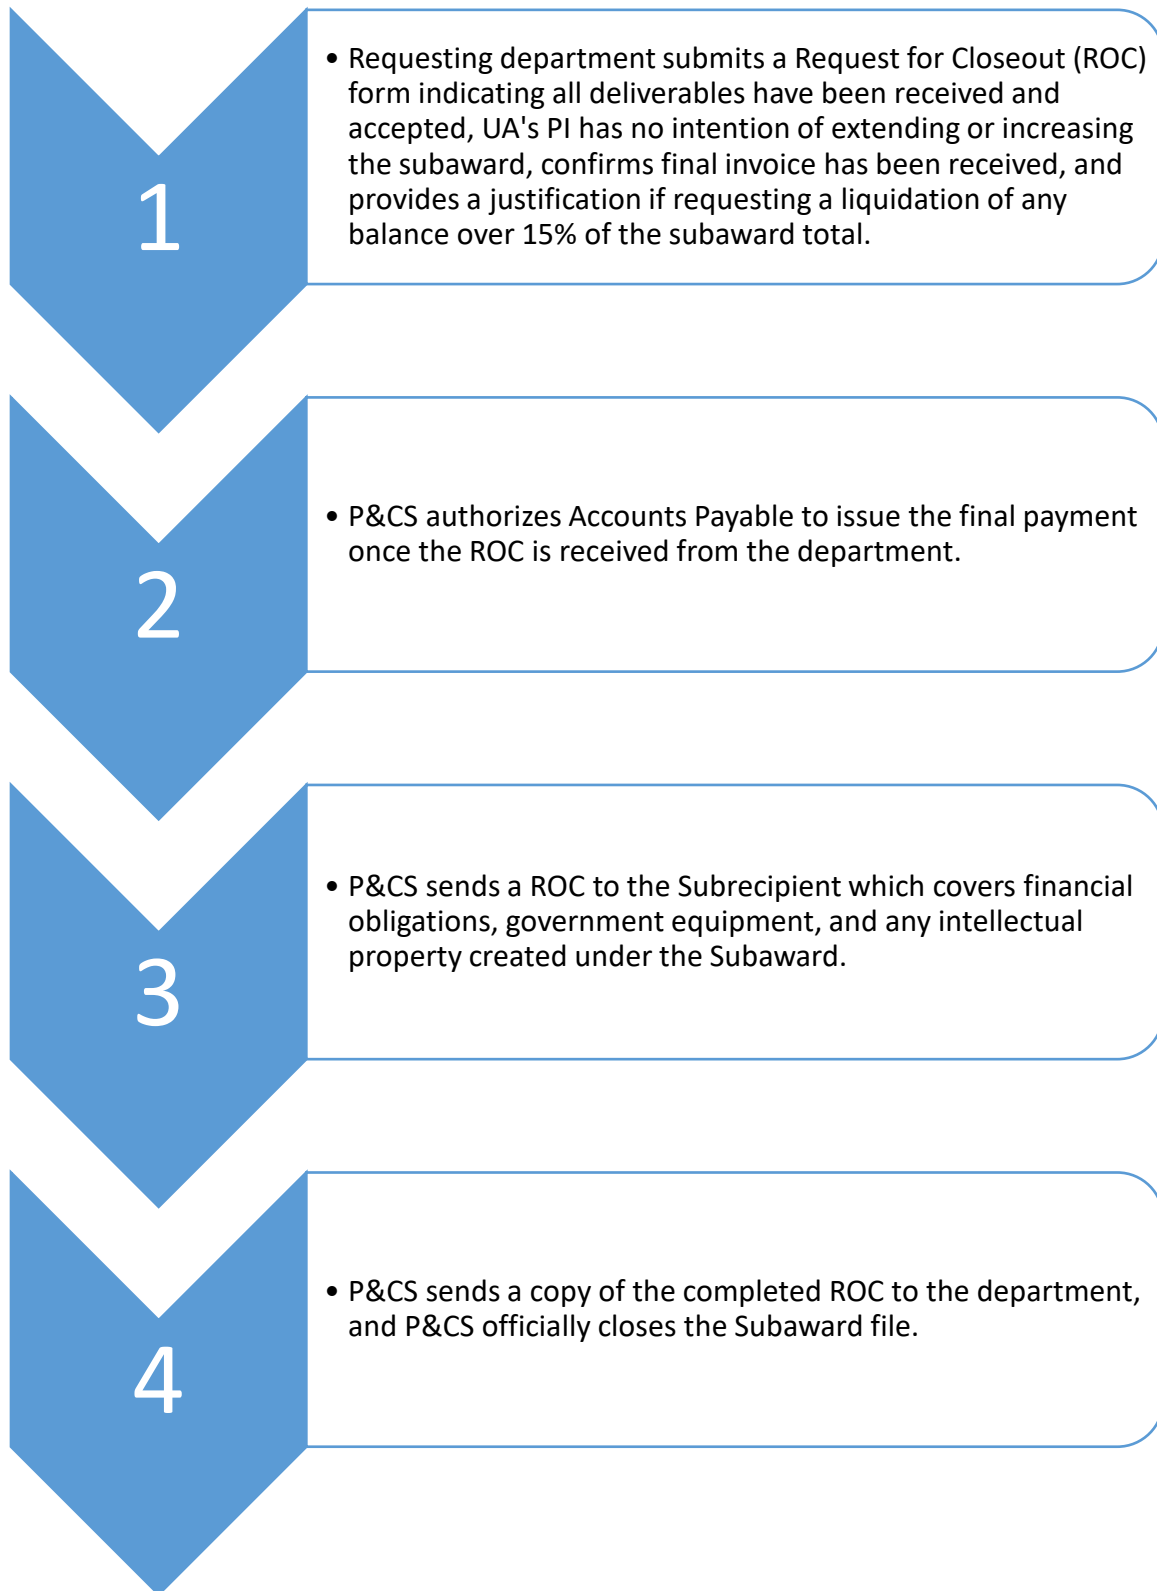 1
• Requesting department submits a Request for Closeout (ROC)
form indicating all deliverables have been received and
accepted, UA's PI has no intention of extending or increasing
the subaward, confirms final invoice has been received, and
provides a justification if requesting a liquidation of any
balance over 15% of the subaward total.
2
• P&CS authorizes Accounts Payable to issue the final payment
once the ROC is received from the department.
3
• P&CS sends a ROC to the Subrecipient which covers financial
obligations, government equipment, and any intellectual
property created under the Subaward.
4
• P&CS sends a copy of the completed ROC to the department,
and P&CS officially closes the Subaward file.